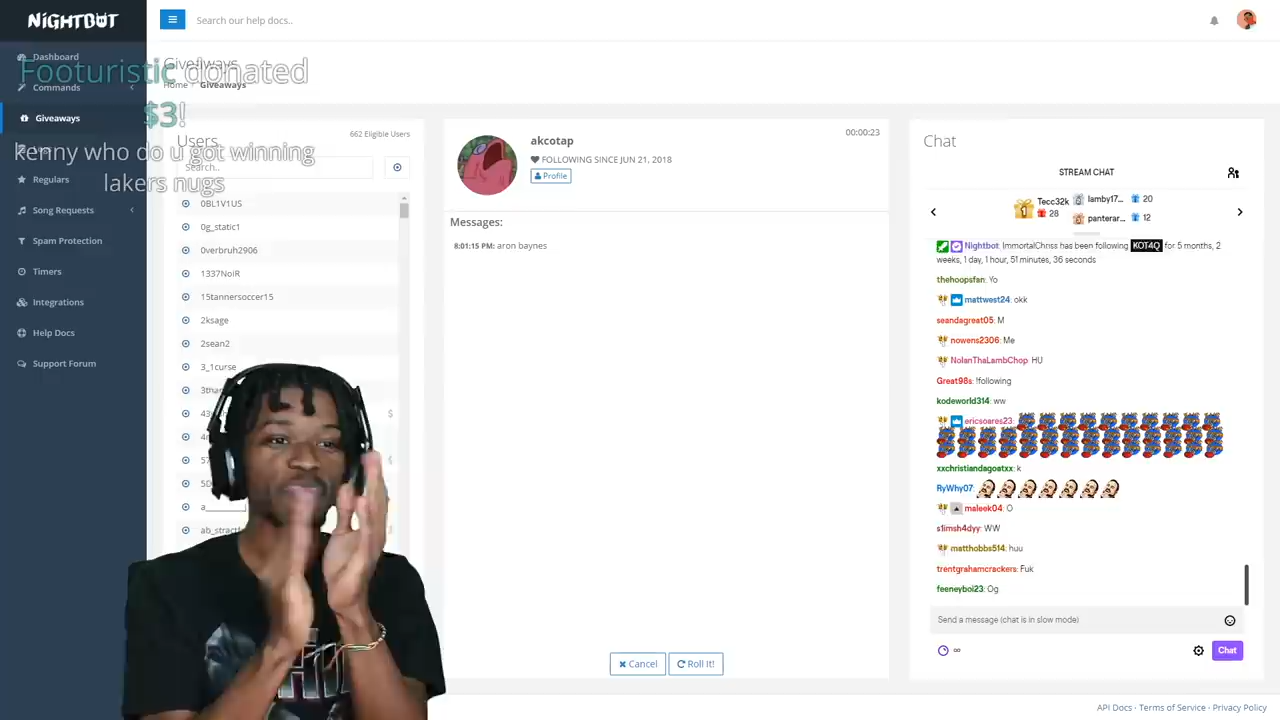 NiGHTBOT
Search our help docs..
Dashboard
Commands
Giveaways
Regulars
Song Requests
Spam Protection
Timers
Integrations
Help Docs
Support Forum
Footuristic donated
$3!
kenny who do u got winning
lakers nugs
Giveaways
Home / Giveaways
Users
662 Eligible Users
Search..
0BL1V1US
0g_static1
0verbruh2906
1337NoiR
15tannersoccer15
2ksage
2sean2
3_1curse
akcotap
00:00:23
FOLLOWING SINCE JUN 21, 2018
Profile
Messages:
8:01:15 PM: aron baynes
Cancel
Roll It!
Chat
STREAM CHAT
1
Tecc32k
28
lamby17...
20
panterar...
12
Nightbot: ImmortalChriss has been following KOT4Q for 5 months, 2
weeks, 1 day, 1 hour, 51 minutes, 36 seconds
thehoopsfan: Yo
mattwest24: okk
seandagreat05: M
nowens2306: Me
NolanThaLambChop: HU
Great98s: !following
kodeworld314: ww
ericsoares23:
xxchristiandagoatxx: k
RyWhy07:
maleek04: O
s1imsh4dyy: WW
matthobbs514: huu
trentgrahamcrackers: Fuk
feeneyboi23: Og
Send a message (chat is in slow mode)
∞
Chat
API Docs · Terms of Service · Privacy Policy